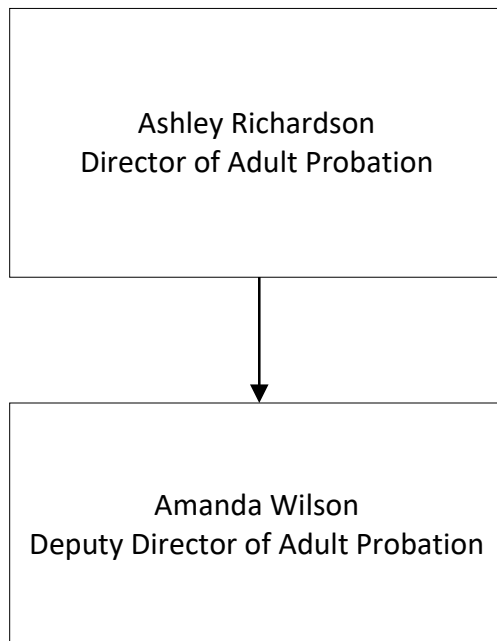 Ashley Richardson
Director of Adult Probation
Amanda Wilson
Deputy Director of Adult Probation